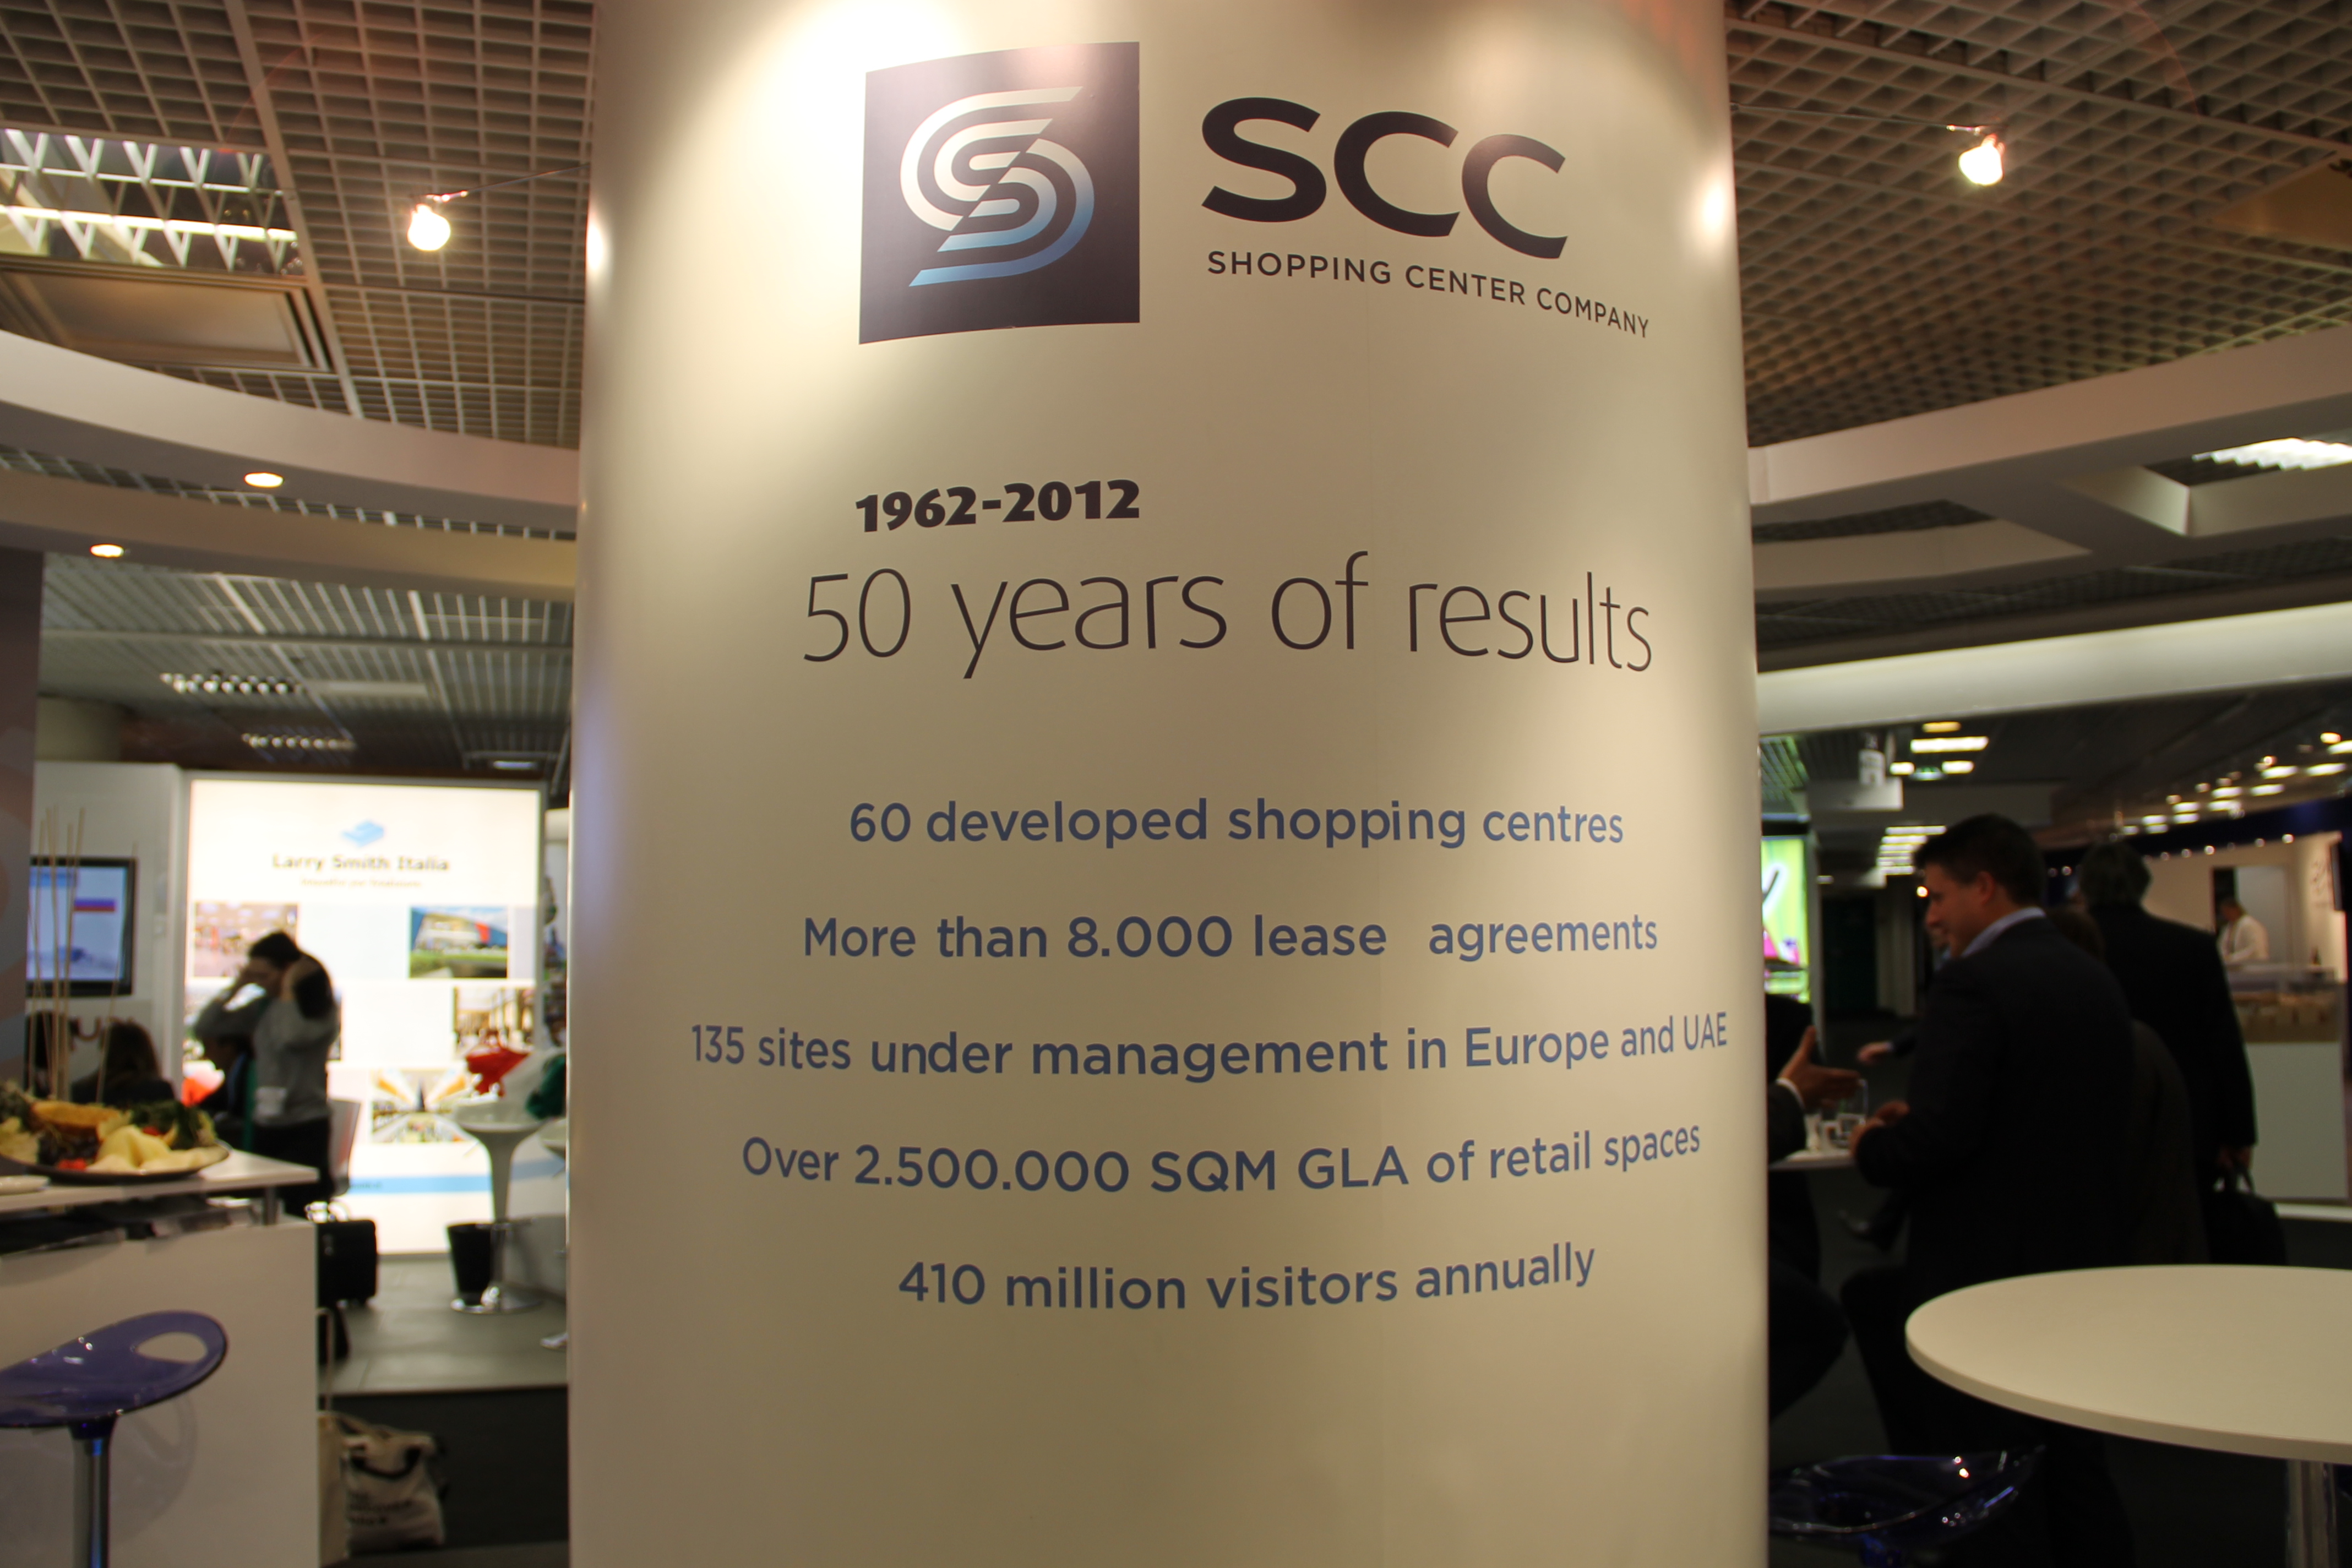 SCC
SHOPPING CENTER COMPANY
1962-2012
50 years of results
60 developed shopping centres
More than 8.000 lease agreements
135 sites under management in Europe and UAE
Over 2.500.000 SQM GLA of retail spaces
410 million visitors annually
Larry Smith Italia